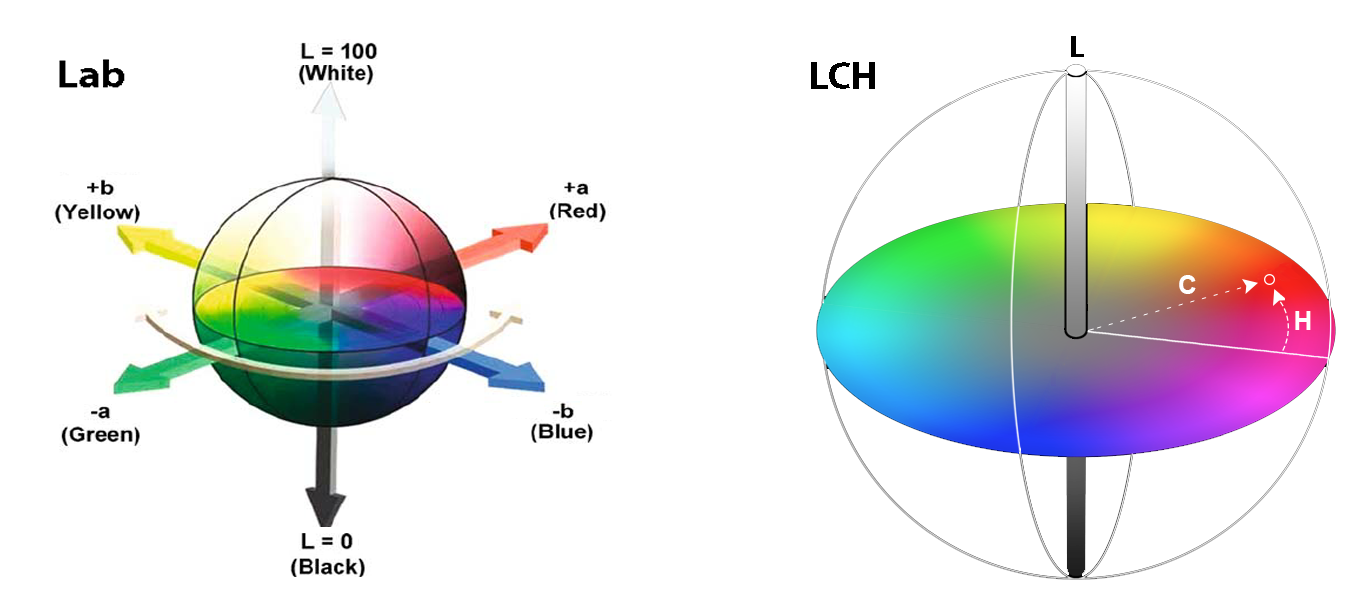 Lab
L = 100
(White)
+b
(Yellow)
+a
(Red)
-a
(Green)
-b
(Blue)
L = 0
(Black)
LCH
L
C
H